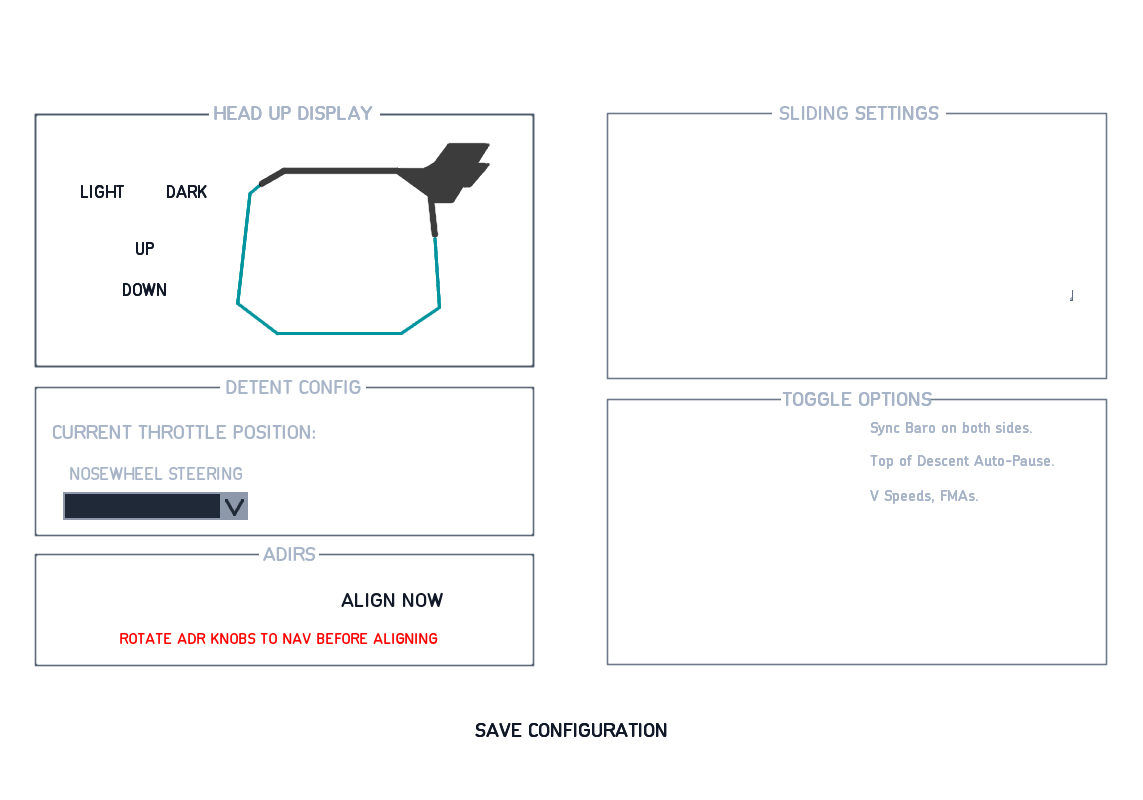 HEAD UP DISPLAY
LIGHT DARK
UP
DOWN
DETENT CONFIG
CURRENT THROTTLE POSITION:
NOSEWHEEL STEERING
V
ADIRS
ALIGN NOW
ROTATE ADR KNOBS TO NAV BEFORE ALIGNING
SLIDING SETTINGS
TOGGLE OPTIONS
Sync Baro on both sides.
Top of Descent Auto-Pause.
V Speeds, FMAs.
SAVE CONFIGURATION